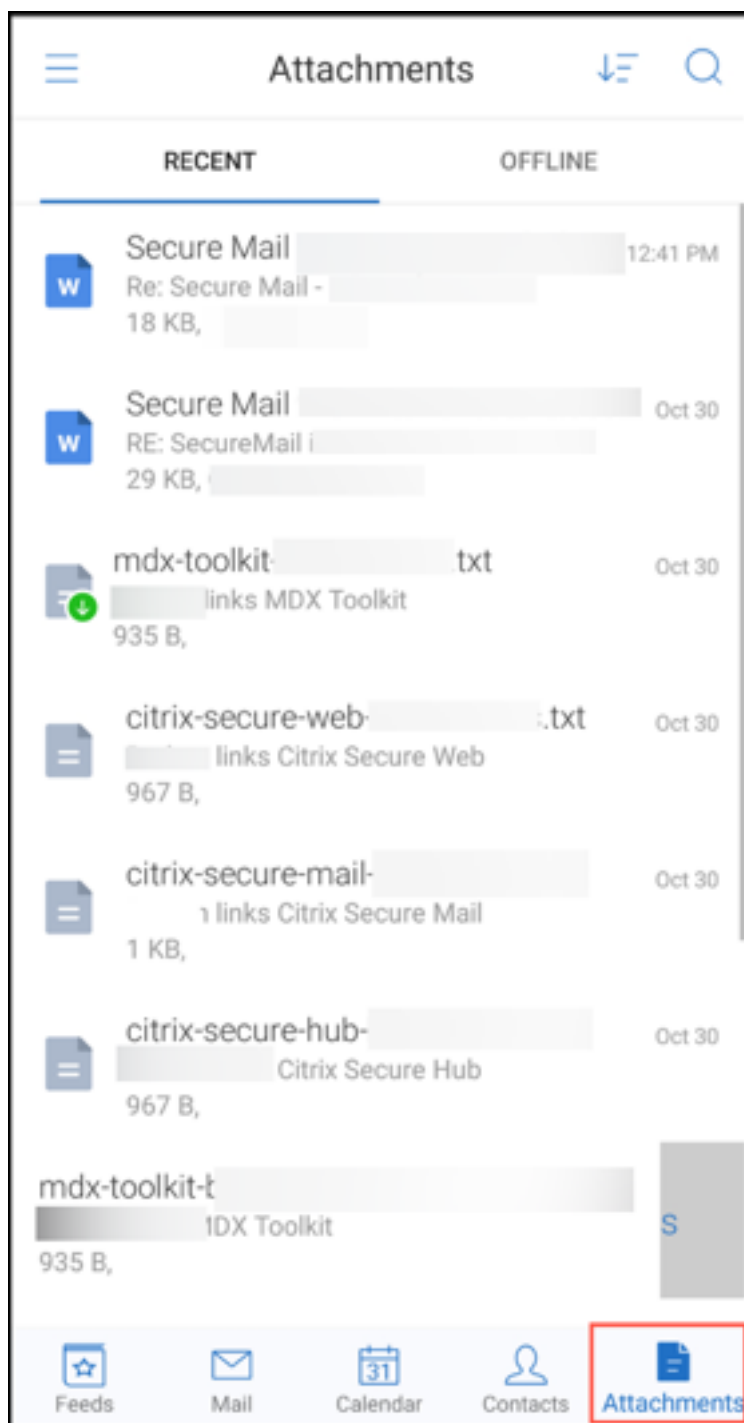 Attachments
RECENT OFFLINE
Secure Mail 12:41 PM
Re: Secure Mail -
18 KB,
Secure Mail Oct 30
RE: SecureMail i
29 KB,
mdx-toolkit- .txt Oct 30
links MDX Toolkit
935 B,
citrix-secure-web- .txt Oct 30
links Citrix Secure Web
967 B,
citrix-secure-mail- Oct 30
links Citrix Secure Mail
1 KB,
citrix-secure-hub- Oct 30
Citrix Secure Hub
967 B,
mdx-toolkit-b
MDX Toolkit S
935 B,
31
Feeds Mail Calendar Contacts Attachments